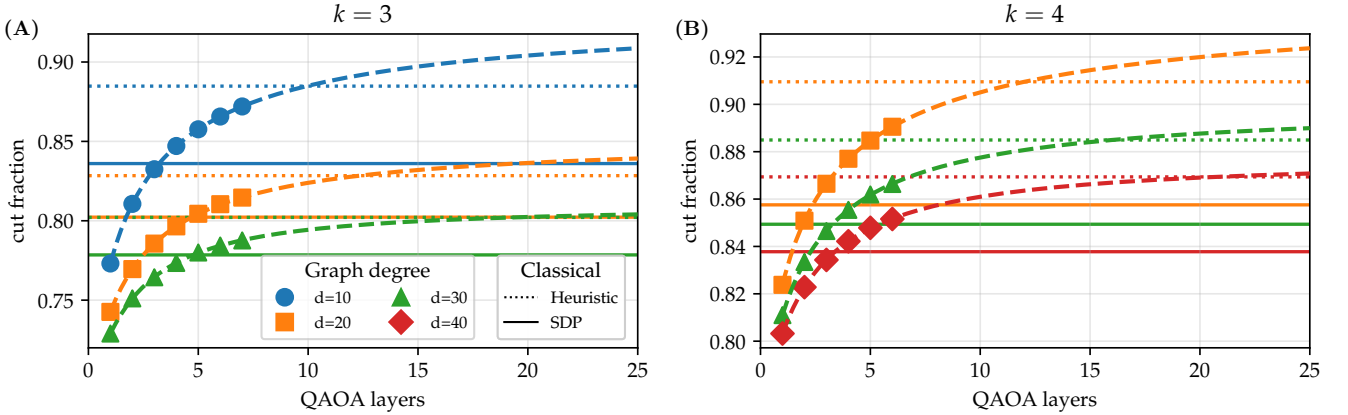 k = 3
(A)
cut fraction
0.90
0.85
0.80
0.75
Graph degree
d=10
d=30
d=20
d=40
Classical
Heuristic
SDP
0 5 10 15 20 25
QAOA layers
k = 4
(B)
cut fraction
0.92
0.90
0.88
0.86
0.84
0.82
0.80
0 5 10 15 20 25
QAOA layers